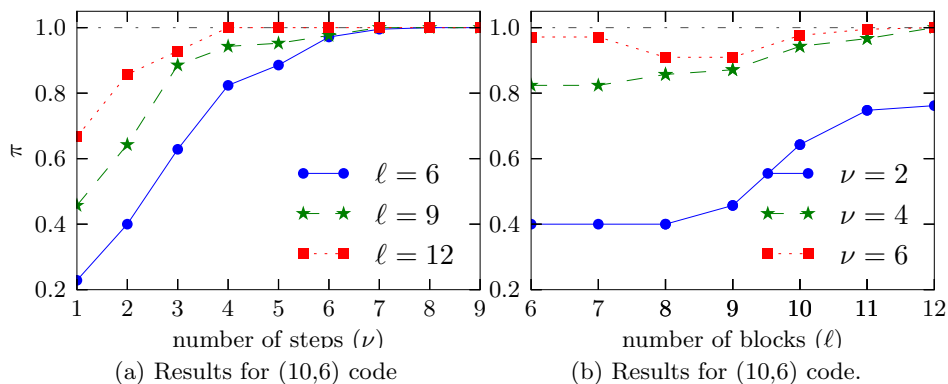 1.0
0.8
0.6
0.4
0.2
π
ℓ = 6
ℓ = 9
ℓ = 12
1 2 3 4 5 6 7 8 9
number of steps (ν)
(a) Results for (10,6) code
1.0
0.8
0.6
0.4
0.2
ν = 2
ν = 4
ν = 6
6 7 8 9 10 11 12
number of blocks (ℓ)
(b) Results for (10,6) code.